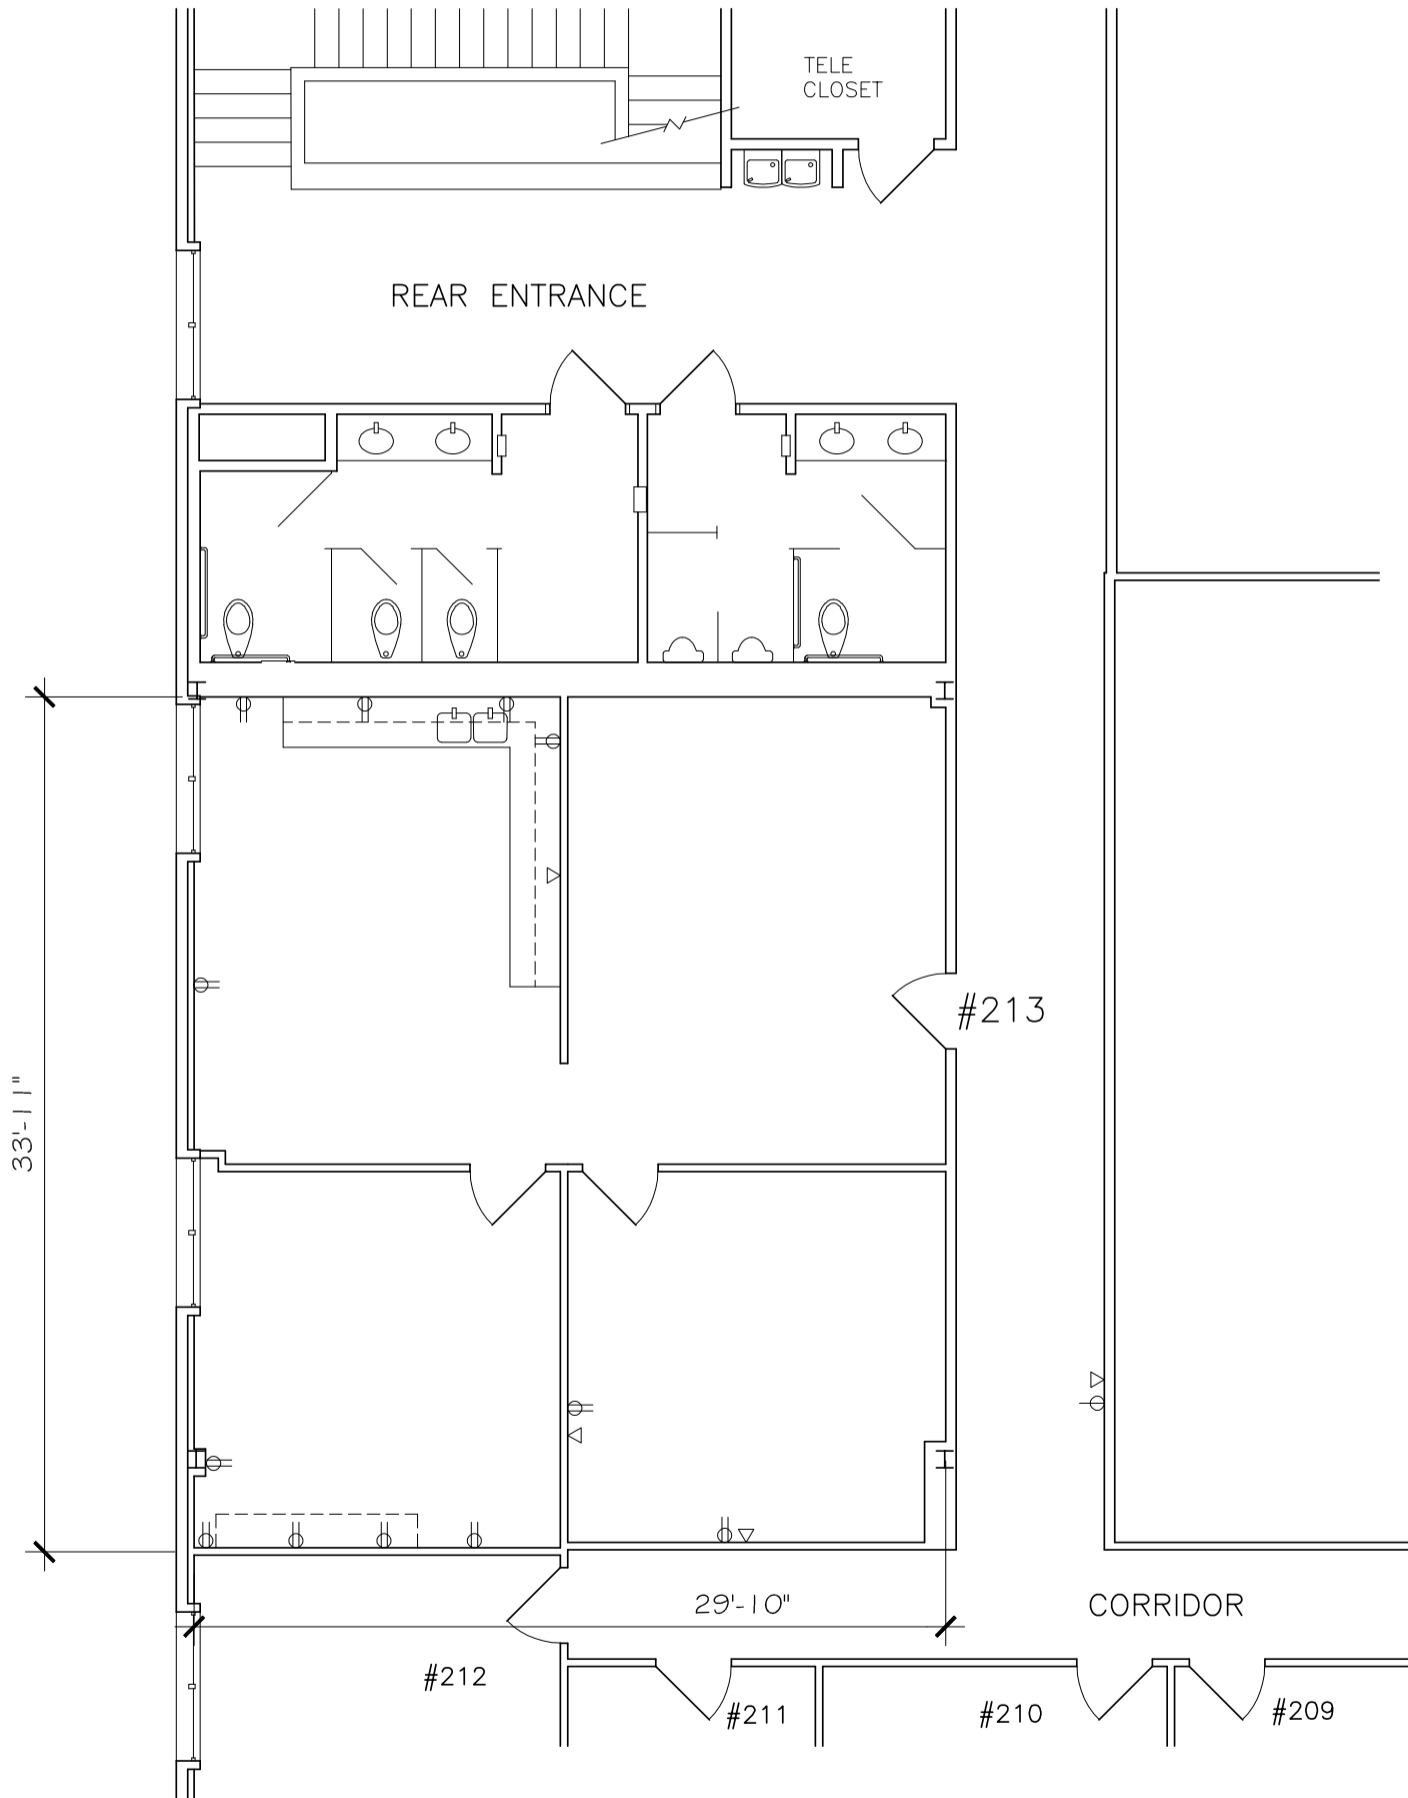 TELE
CLOSET
REAR ENTRANCE
#213
33'-11"
29'-10"
CORRIDOR
#212
#211
#210
#209